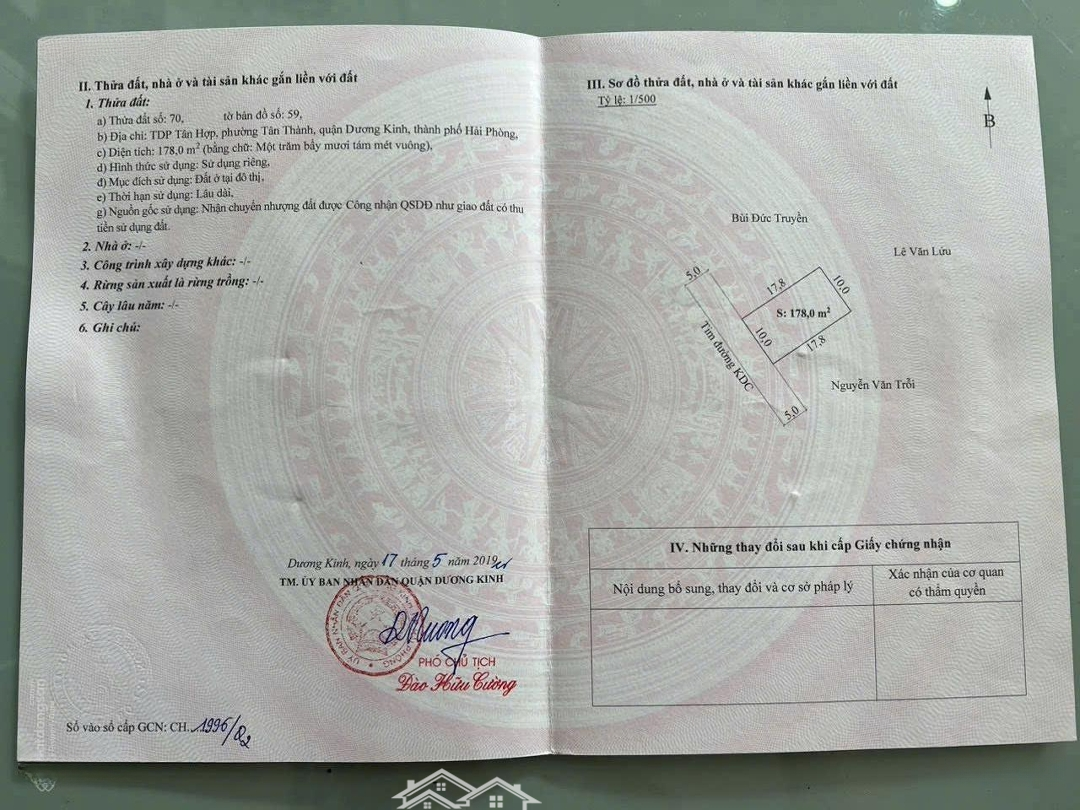 II. Thửa đất, nhà ở và tài sản khác gắn liền với đất
1. Thửa đất:
a) Thửa đất số: 70, tờ bản đồ số: 59,
b) Địa chỉ: TDP Tân Hợp, phường Tân Thành, quận Dương Kinh, thành phố Hải Phòng,
c) Diện tích: 178,0 m² (bằng chữ: Một trăm bảy mươi tám mét vuông),
d) Hình thức sử dụng: Sử dụng riêng,
đ) Mục đích sử dụng: Đất ở tại đô thị,
e) Thời hạn sử dụng: Lâu dài,
g) Nguồn gốc sử dụng: Nhận chuyển nhượng đất được Công nhận QSDĐ như giao đất có thu
tiền sử dụng đất.
2. Nhà ở: -/-
3. Công trình xây dựng khác: -/-
4. Rừng sản xuất là rừng trồng: -/-
5. Cây lâu năm: -/-
6. Ghi chú:
Dương Kinh, ngày 17 tháng 5 năm 2019
TM. ỦY BAN NHÂN DÂN QUẬN DƯƠNG KINH
PHÓ CHỦ TỊCH
Đào Hữu Cường
Số vào sổ cấp GCN: CH. 1996/Q2
III. Sơ đồ thửa đất, nhà ở và tài sản khác gắn liền với đất
Tỷ lệ: 1/500
B
Bùi Đức Truyền
Lê Văn Lứu
5,0
17,8
10,0
S: 178,0 m²
10,0
17,8
Tim đường KDC
Nguyễn Văn Trỗi
5,0
IV. Những thay đổi sau khi cấp Giấy chứng nhận
Nội dung bổ sung, thay đổi và cơ sở pháp lý
Xác nhận của cơ quan
có thẩm quyền